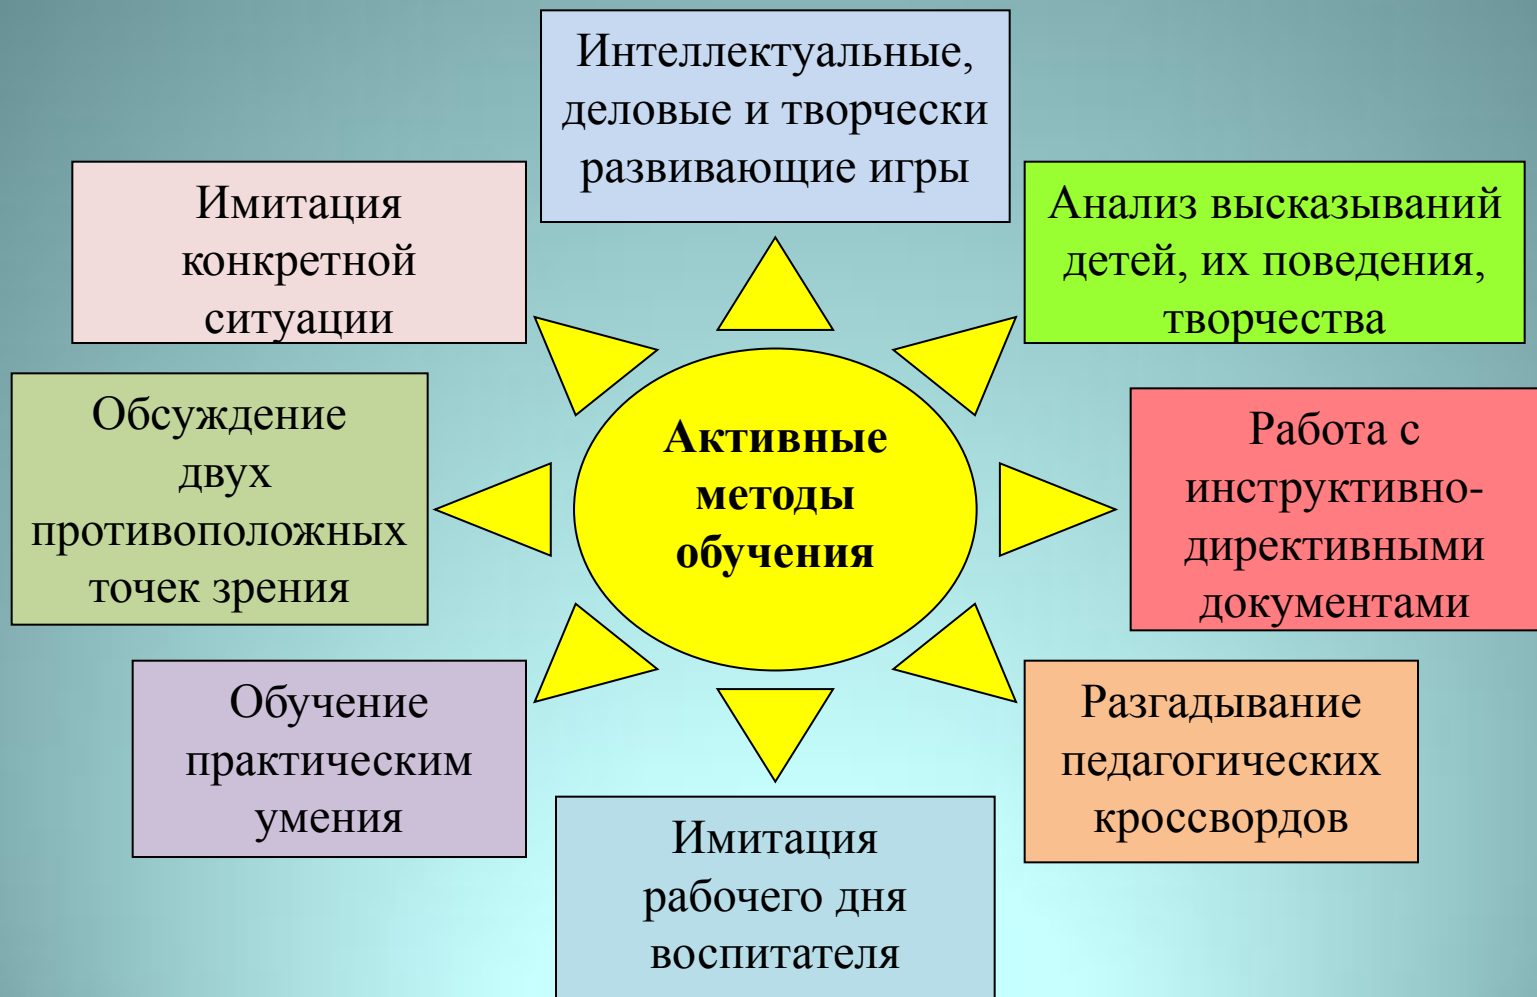 Интеллектуальные,
деловые и творчески
развивающие игры
Имитация
конкретной
ситуации
Анализ высказываний
детей, их поведения,
творчества
Обсуждение
двух
противоположных
точек зрения
Активные
методы
обучения
Работа с
инструктивно-
директивными
документами
Обучение
практическим
умения
Разгадывание
педагогических
кроссвордов
Имитация
рабочего дня
воспитателя